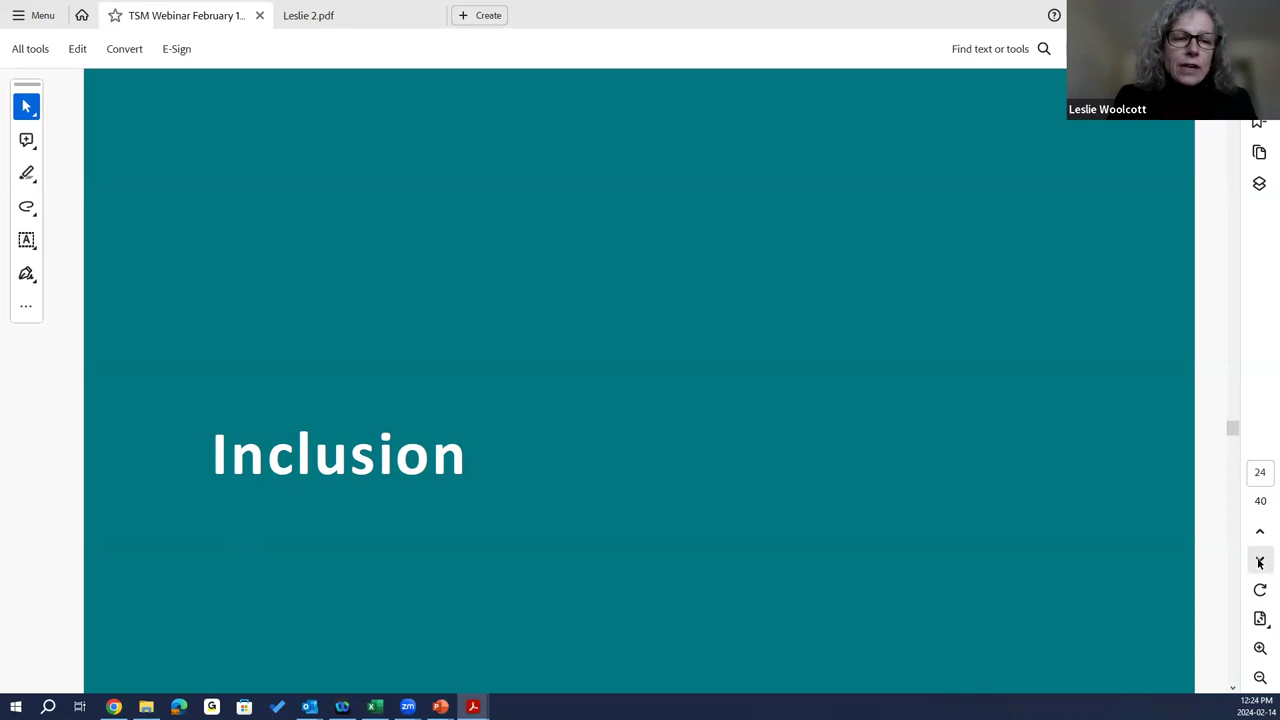 Menu
TSM Webinar February 1...
Leslie 2.pdf
Create
All tools
Edit
Convert
E-Sign
Find text or tools
Leslie Woolcott
Inclusion
24
40
12:24 PM
2024-02-14